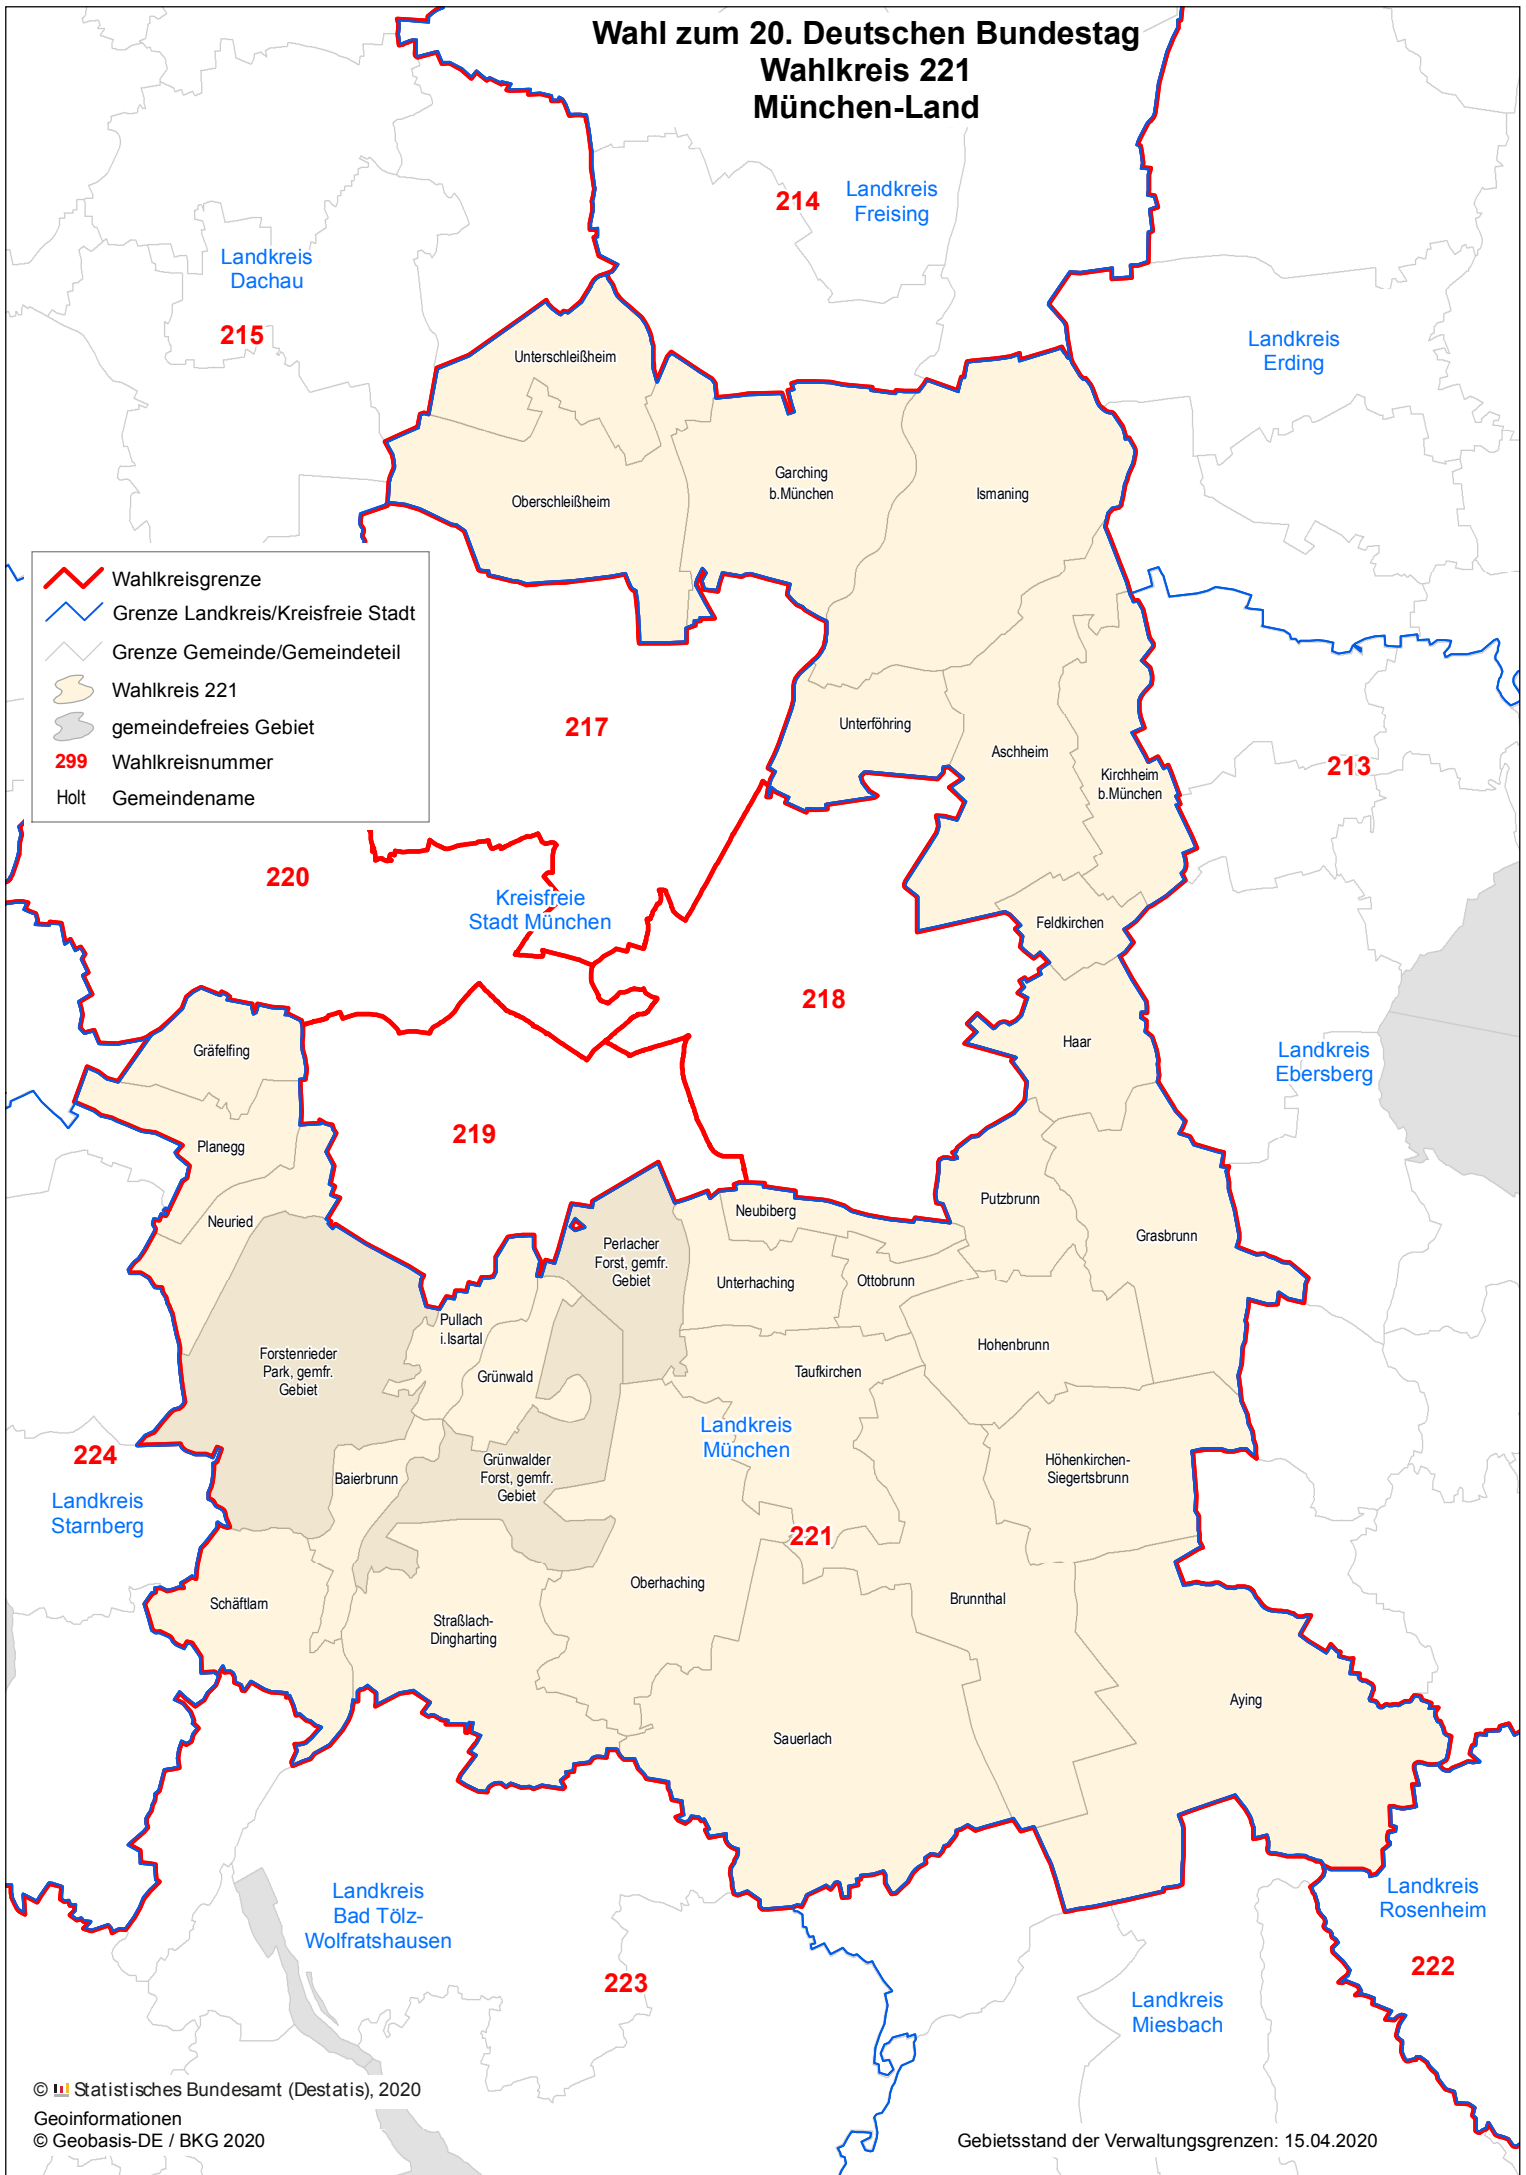 Wahl zum 20. Deutschen Bundestag
Wahlkreis 221
München-Land
214
Landkreis
Freising
Landkreis
Dachau
215
Landkreis
Erding
Unterschleißheim
Garching
b.München
Ismaning
Oberschleißheim
Wahlkreisgrenze
Grenze Landkreis/Kreisfreie Stadt
Grenze Gemeinde/Gemeindeteil
Wahlkreis 221
gemeindefreies Gebiet
299 Wahlkreisnummer
Holt Gemeindename
217
Unterföhring
Aschheim
Kirchheim
b.München
213
220
Kreisfreie
Stadt München
Feldkirchen
218
Haar
Gräfelfing
Landkreis
Ebersberg
219
Planegg
Neuried
Putzbrunn
Neubiberg
Grasbrunn
Perlacher
Forst, gemfr.
Gebiet
Unterhaching
Ottobrunn
Pullach
i.Isartal
Hohenbrunn
Forstenrieder
Park, gemfr.
Gebiet
Grünwald
Taufkirchen
Landkreis
München
224
Landkreis
Starnberg
Baierbrunn
Grünwalder
Forst, gemfr.
Gebiet
Höhenkirchen-
Siegertsbrunn
221
Oberhaching
Schäftlarn
Brunnthal
Straßlach-
Dingharting
Aying
Sauerlach
Landkreis
Bad Tölz-
Wolfratshausen
223
Landkreis
Rosenheim
222
Landkreis
Miesbach
© Statistisches Bundesamt (Destatis), 2020
Geoinformationen
© Geobasis-DE / BKG 2020
Gebietsstand der Verwaltungsgrenzen: 15.04.2020